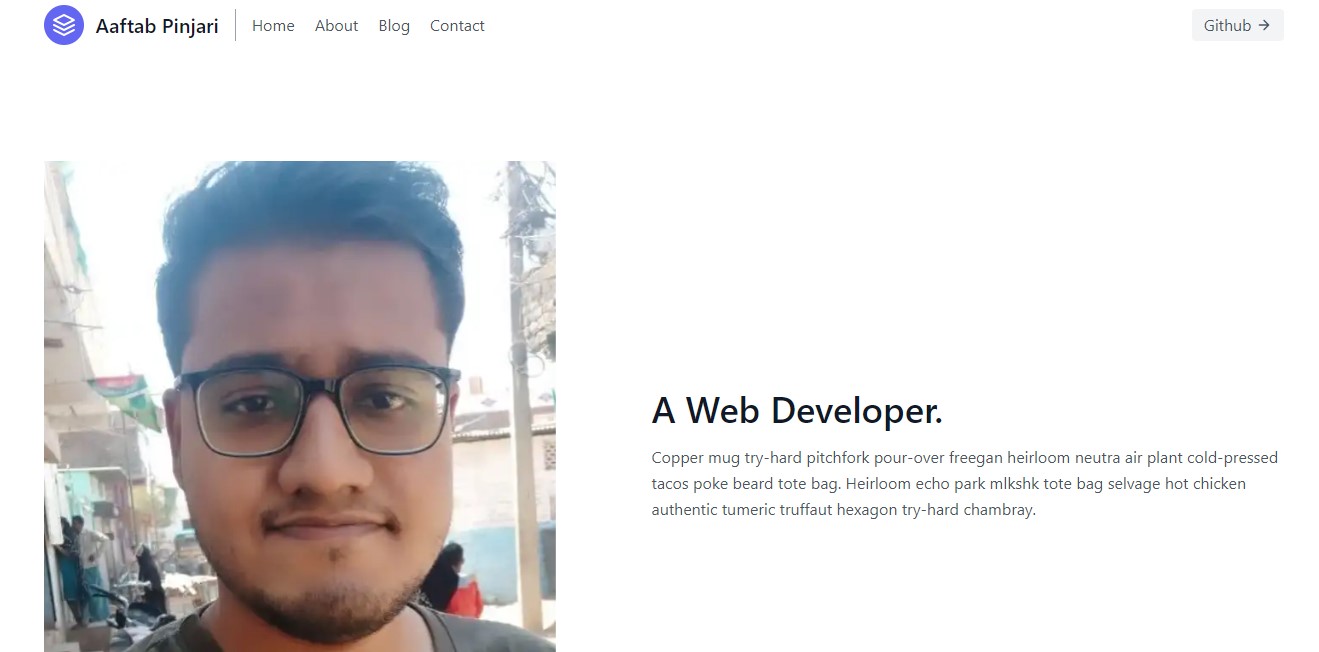 Aaftab Pinjari
Home About Blog Contact
Github →
A Web Developer.
Copper mug try-hard pitchfork pour-over freegan heirloom neutra air plant cold-pressed
tacos poke beard tote bag. Heirloom echo park mlkshk tote bag selvage hot chicken
authentic tumeric truffaut hexagon try-hard chambray.